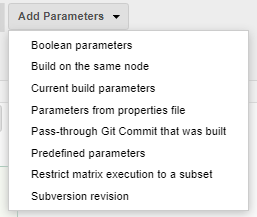 Add Parameters
Boolean parameters
Build on the same node
Current build parameters
Parameters from properties file
Pass-through Git Commit that was built
Predefined parameters
Restrict matrix execution to a subset
Subversion revision